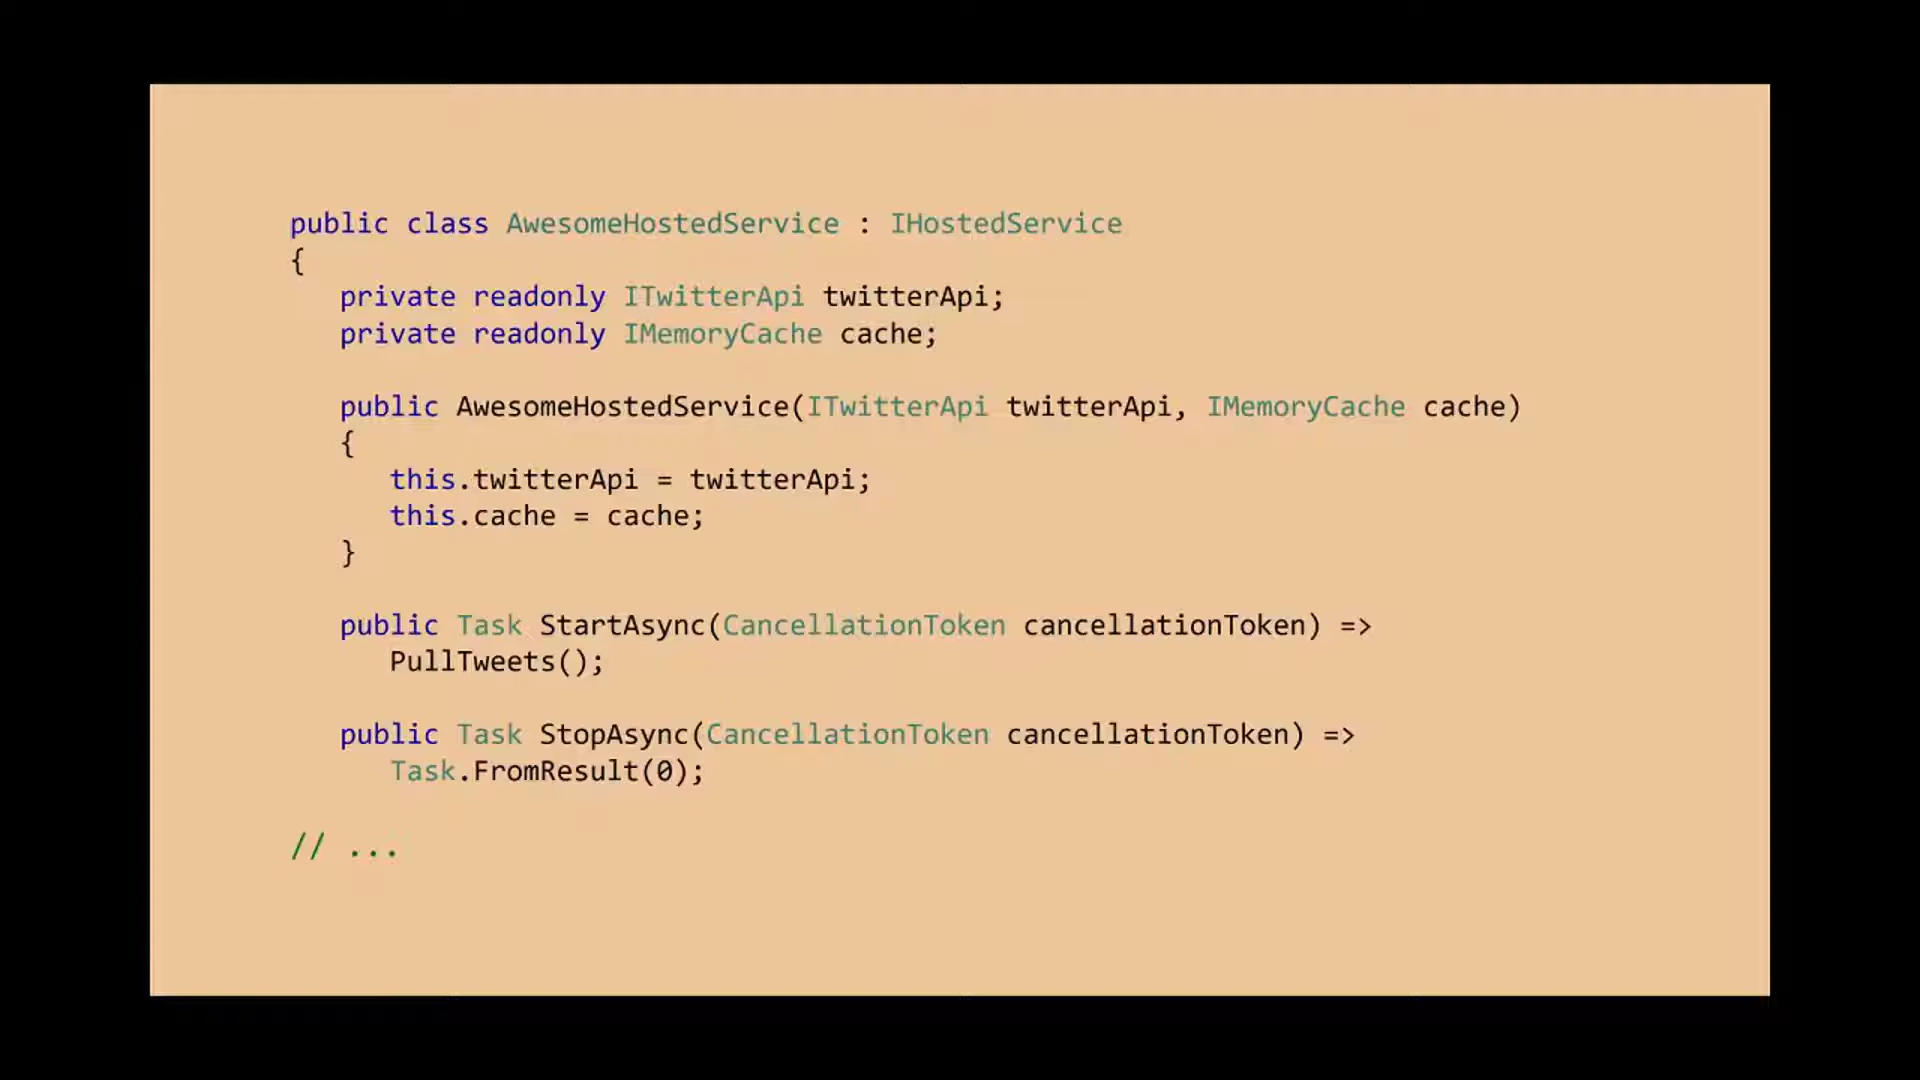 public class AwesomeHostedService : IHostedService
{
private readonly ITwitterApi twitterApi;
private readonly IMemoryCache cache;
public AwesomeHostedService(ITwitterApi twitterApi, IMemoryCache cache)
{
this.twitterApi = twitterApi;
this.cache = cache;
}
public Task StartAsync(CancellationToken cancellationToken) =>
PullTweets();
public Task StopAsync(CancellationToken cancellationToken) =>
Task.FromResult(0);
// ...